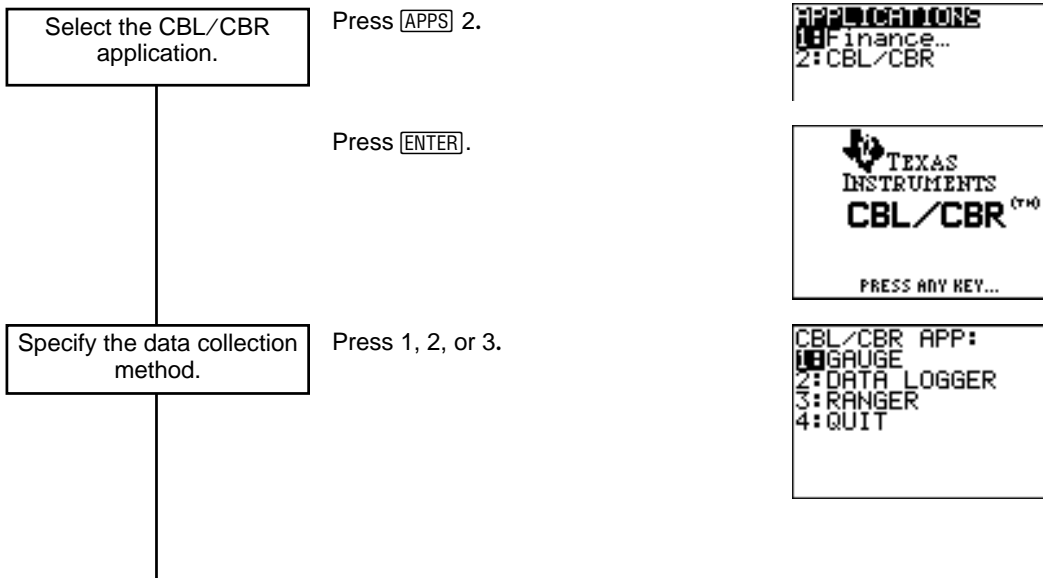 Select the CBL/CBR
application.
Press [APPS] 2.
APPLICATIONS
1:Finance…
2:CBL/CBR
Press [ENTER].
TEXAS
INSTRUMENTS
CBL/CBR (TM)
PRESS ANY KEY...
Specify the data collection
method.
Press 1, 2, or 3.
CBL/CBR APP:
1:GAUGE
2:DATA LOGGER
3:RANGER
4:QUIT